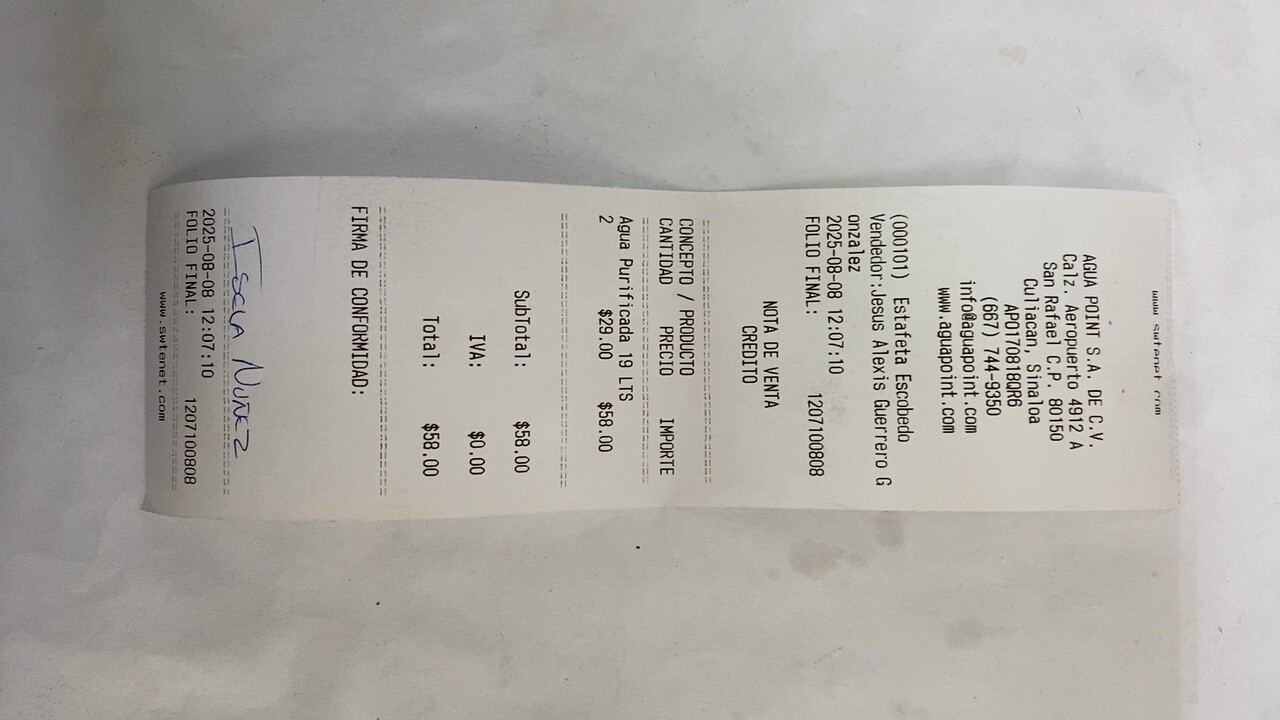 www.swtenet.com
AGUA POINT S.A. DE C.V.
Calz. Aeropuerto 4912 A
San Rafael C.P. 80150
Culiacan, Sinaloa
APO170818QR6
(667) 744-9350
info@aguapoint.com
www.aguapoint.com
(000101) Estafeta Escobedo
Vendedor:Jesus Alexis Guerrero G
onzalez
2025-08-08 12:07:10
FOLIO FINAL: 1207100808
NOTA DE VENTA
CREDITO
CONCEPTO / PRODUCTO
CANTIDAD PRECIO IMPORTE
Agua Purificada 19 LTS
2 $29.00 $58.00
SubTotal: $58.00
IVA: $0.00
Total: $58.00
FIRMA DE CONFORMIDAD:
ISELA NUÑEZ
2025-08-08 12:07:10
FOLIO FINAL: 1207100808
www.swtenet.com